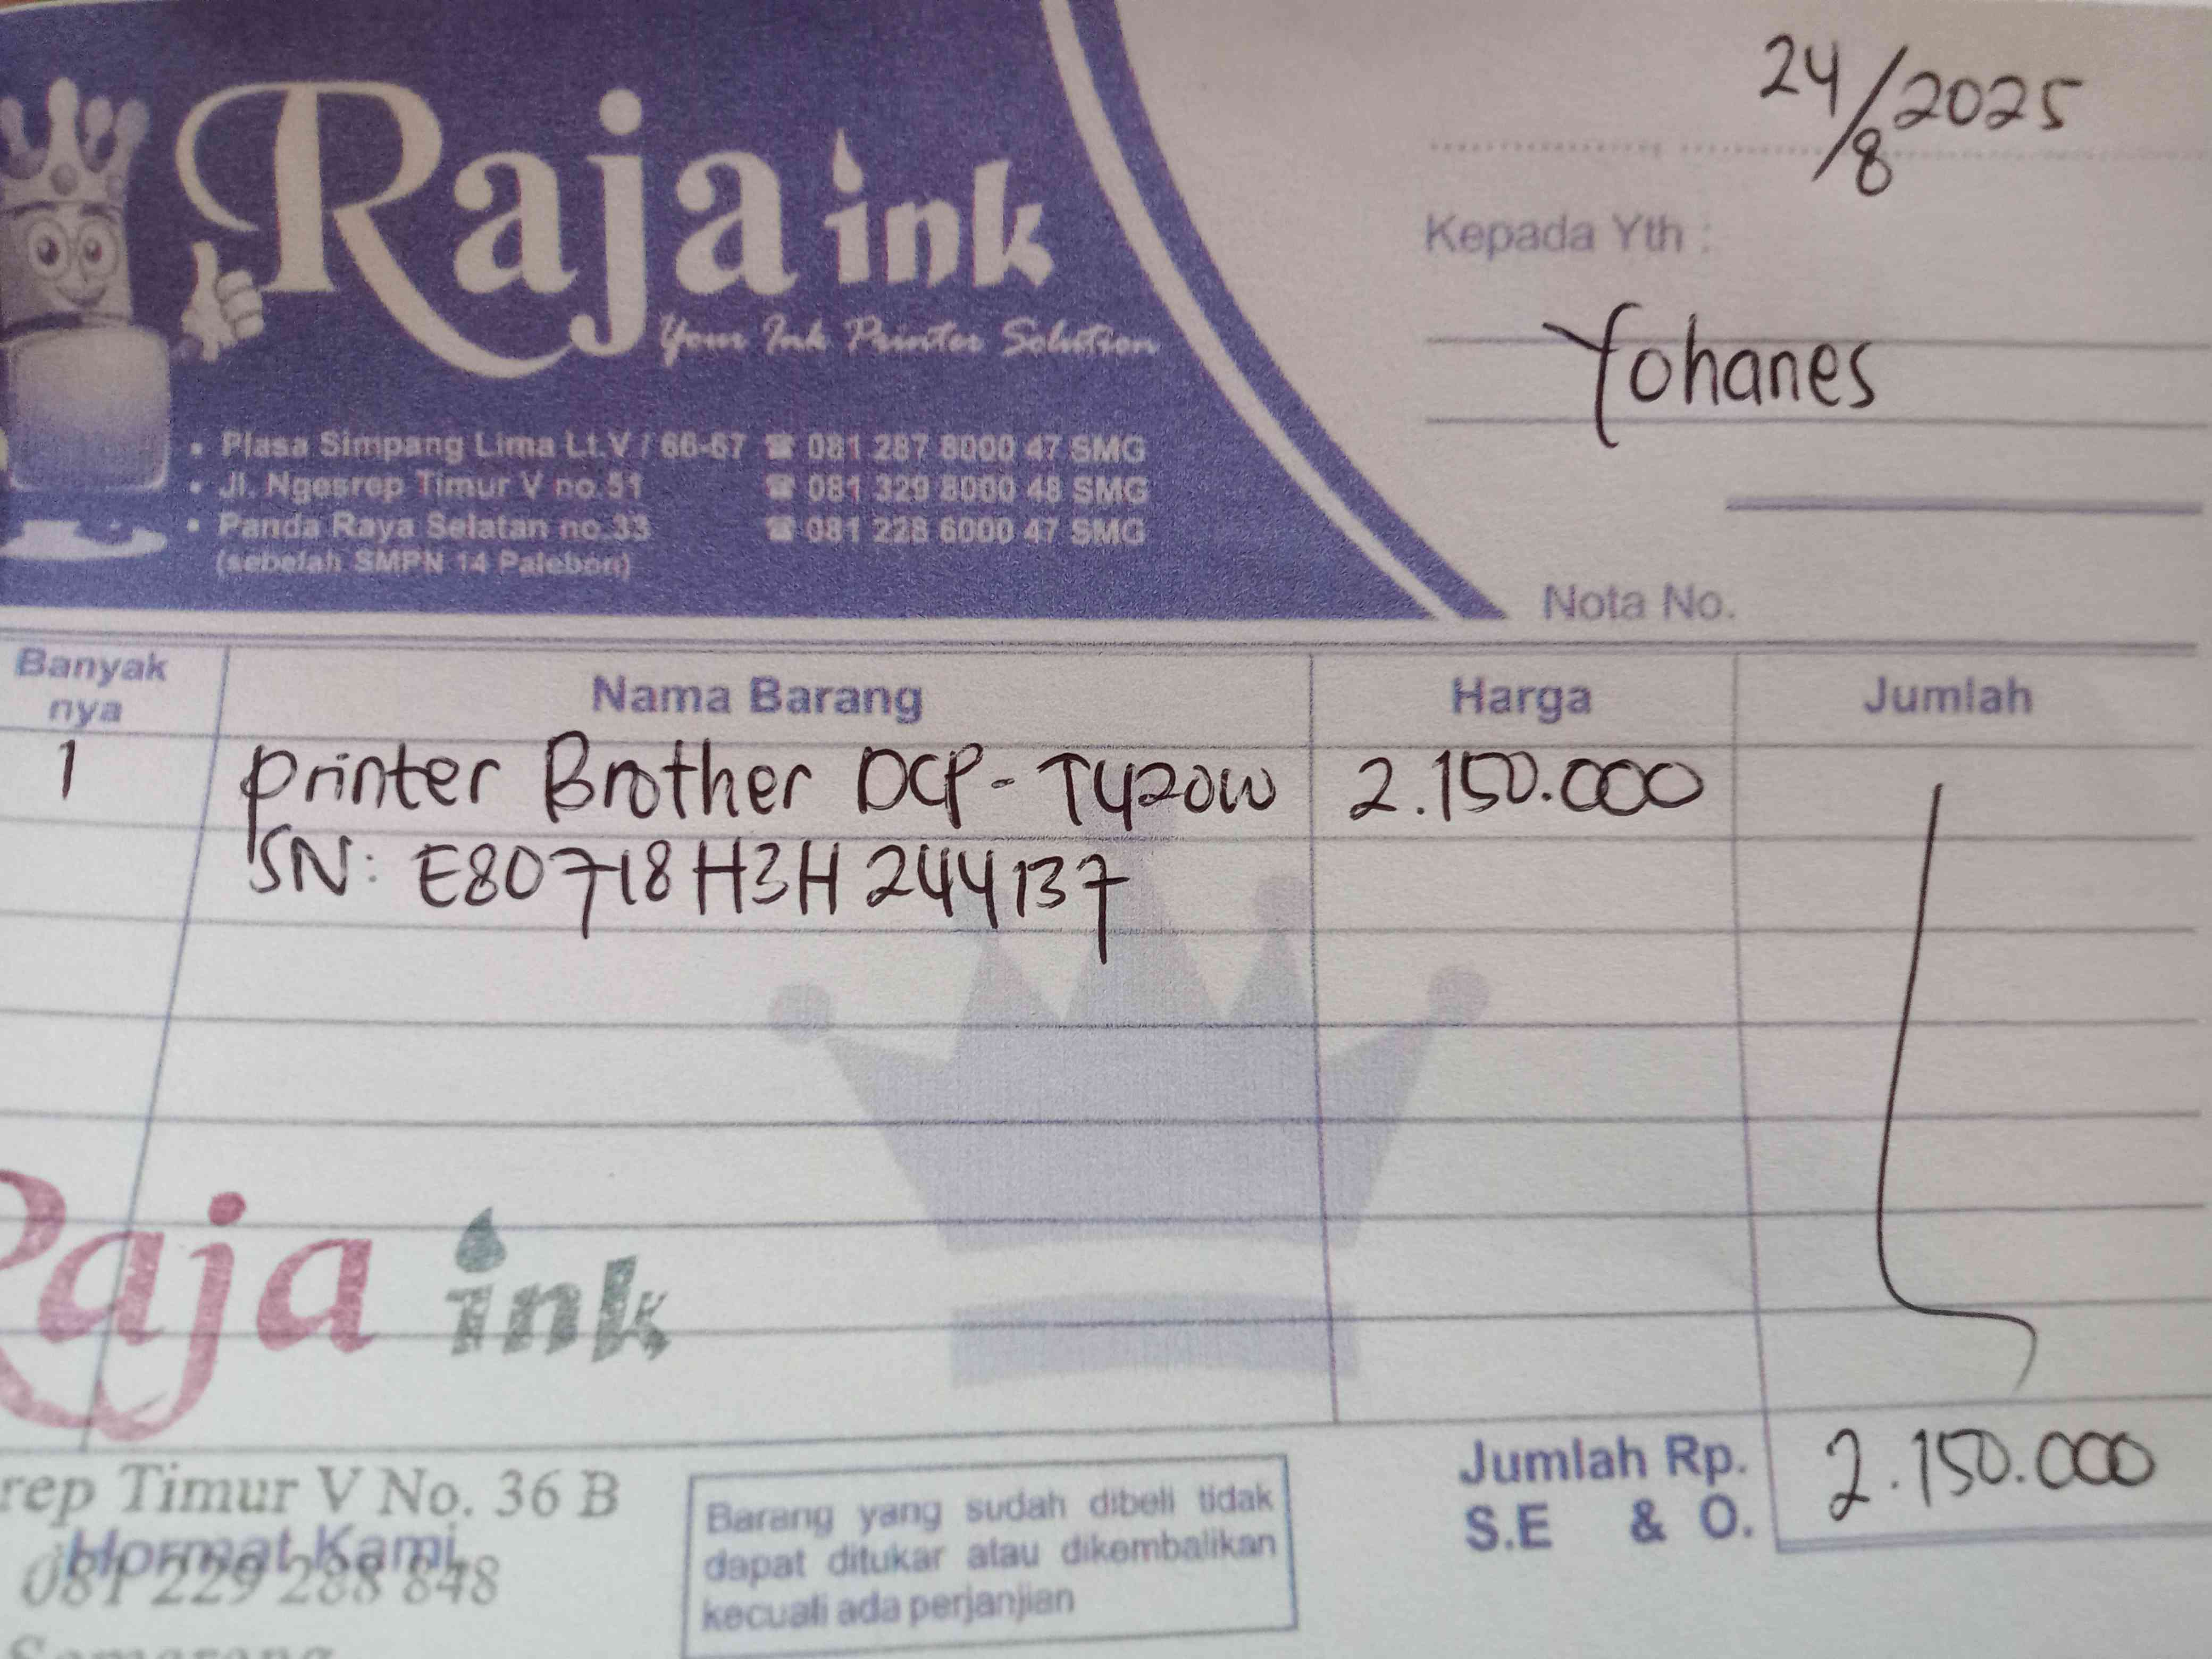 24/8 2025
Raja ink
Your Ink Printer Solution
Kepada Yth :
Yohanes
• Plasa Simpang Lima Lt.V / 66-67 ☎ 081 287 8000 47 SMG
• Jl. Ngesrep Timur V no.51 ☎ 081 329 8000 48 SMG
• Panda Raya Selatan no.33 ☎ 081 228 6000 47 SMG
(sebelah SMPN 14 Palebon)
Nota No.
Banyak nya Nama Barang Harga Jumlah
1 printer Brother DCP-T420W 2.150.000
SN: E80718H3H244137
Raja ink
rep Timur V No. 36 B
Hormat Kami,
081 229 288 848
Semarang
Barang yang sudah dibeli tidak
dapat ditukar atau dikembalikan
kecuali ada perjanjian
Jumlah Rp. 2.150.000
S.E & O.